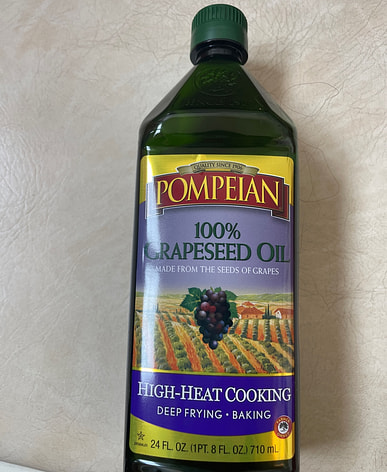 QUALITY SINCE 1906
POMPEIAN
100%
GRAPESEED OIL
MADE FROM THE SEEDS OF GRAPES
HIGH-HEAT COOKING
DEEP FRYING • BAKING
24 FL. OZ. (1PT. 8 FL. OZ.) 710 mL